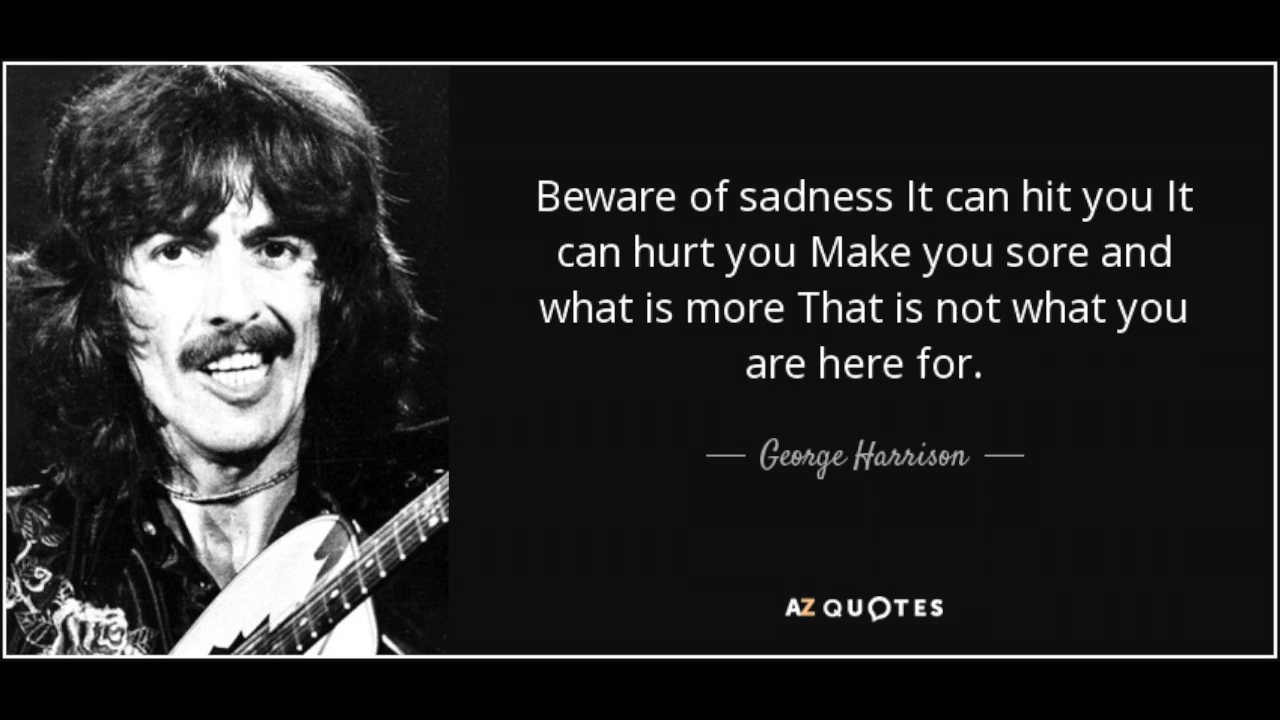 Beware of sadness It can hit you It
can hurt you Make you sore and
what is more That is not what you
are here for.
George Harrison
AZ QUOTES